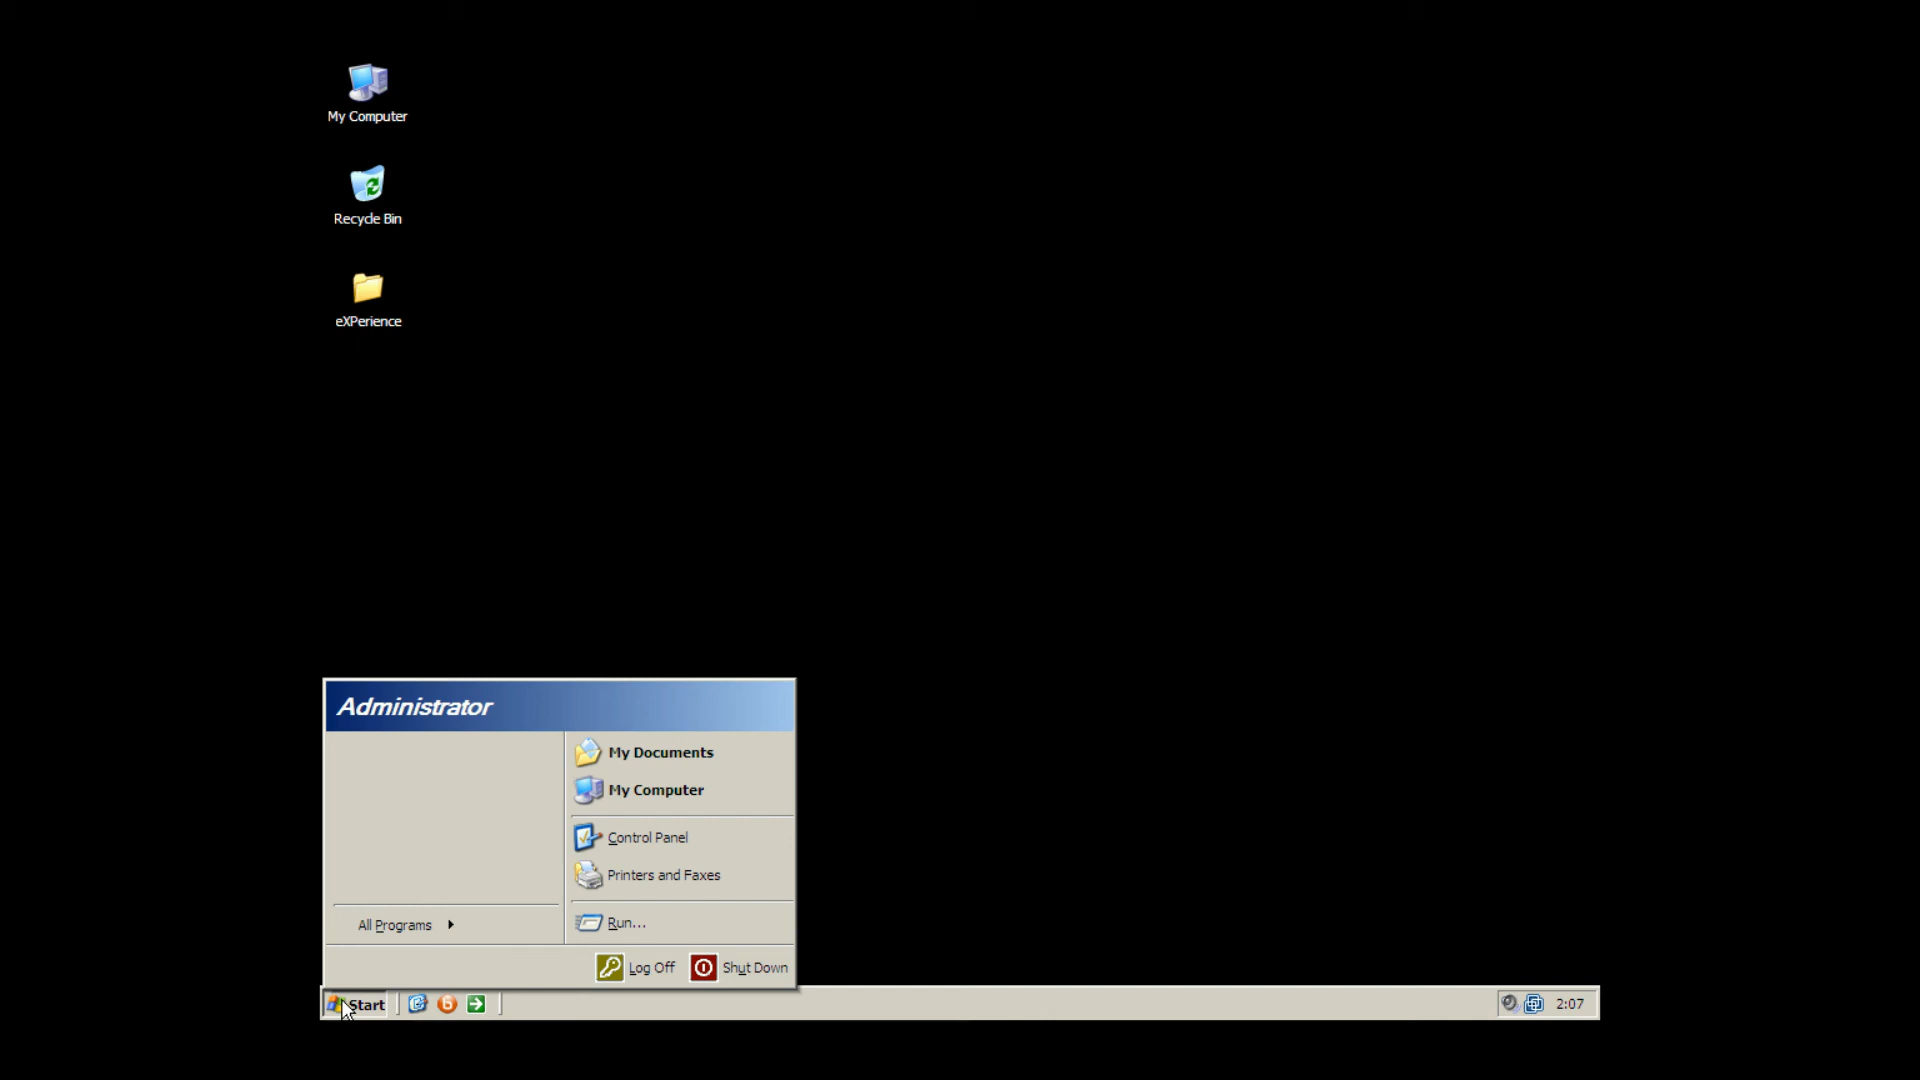 My Computer
Recycle Bin
eXPerience
Administrator
My Documents
My Computer
Control Panel
Printers and Faxes
All Programs
Run...
Log Off
Shut Down
Start
6
2:07